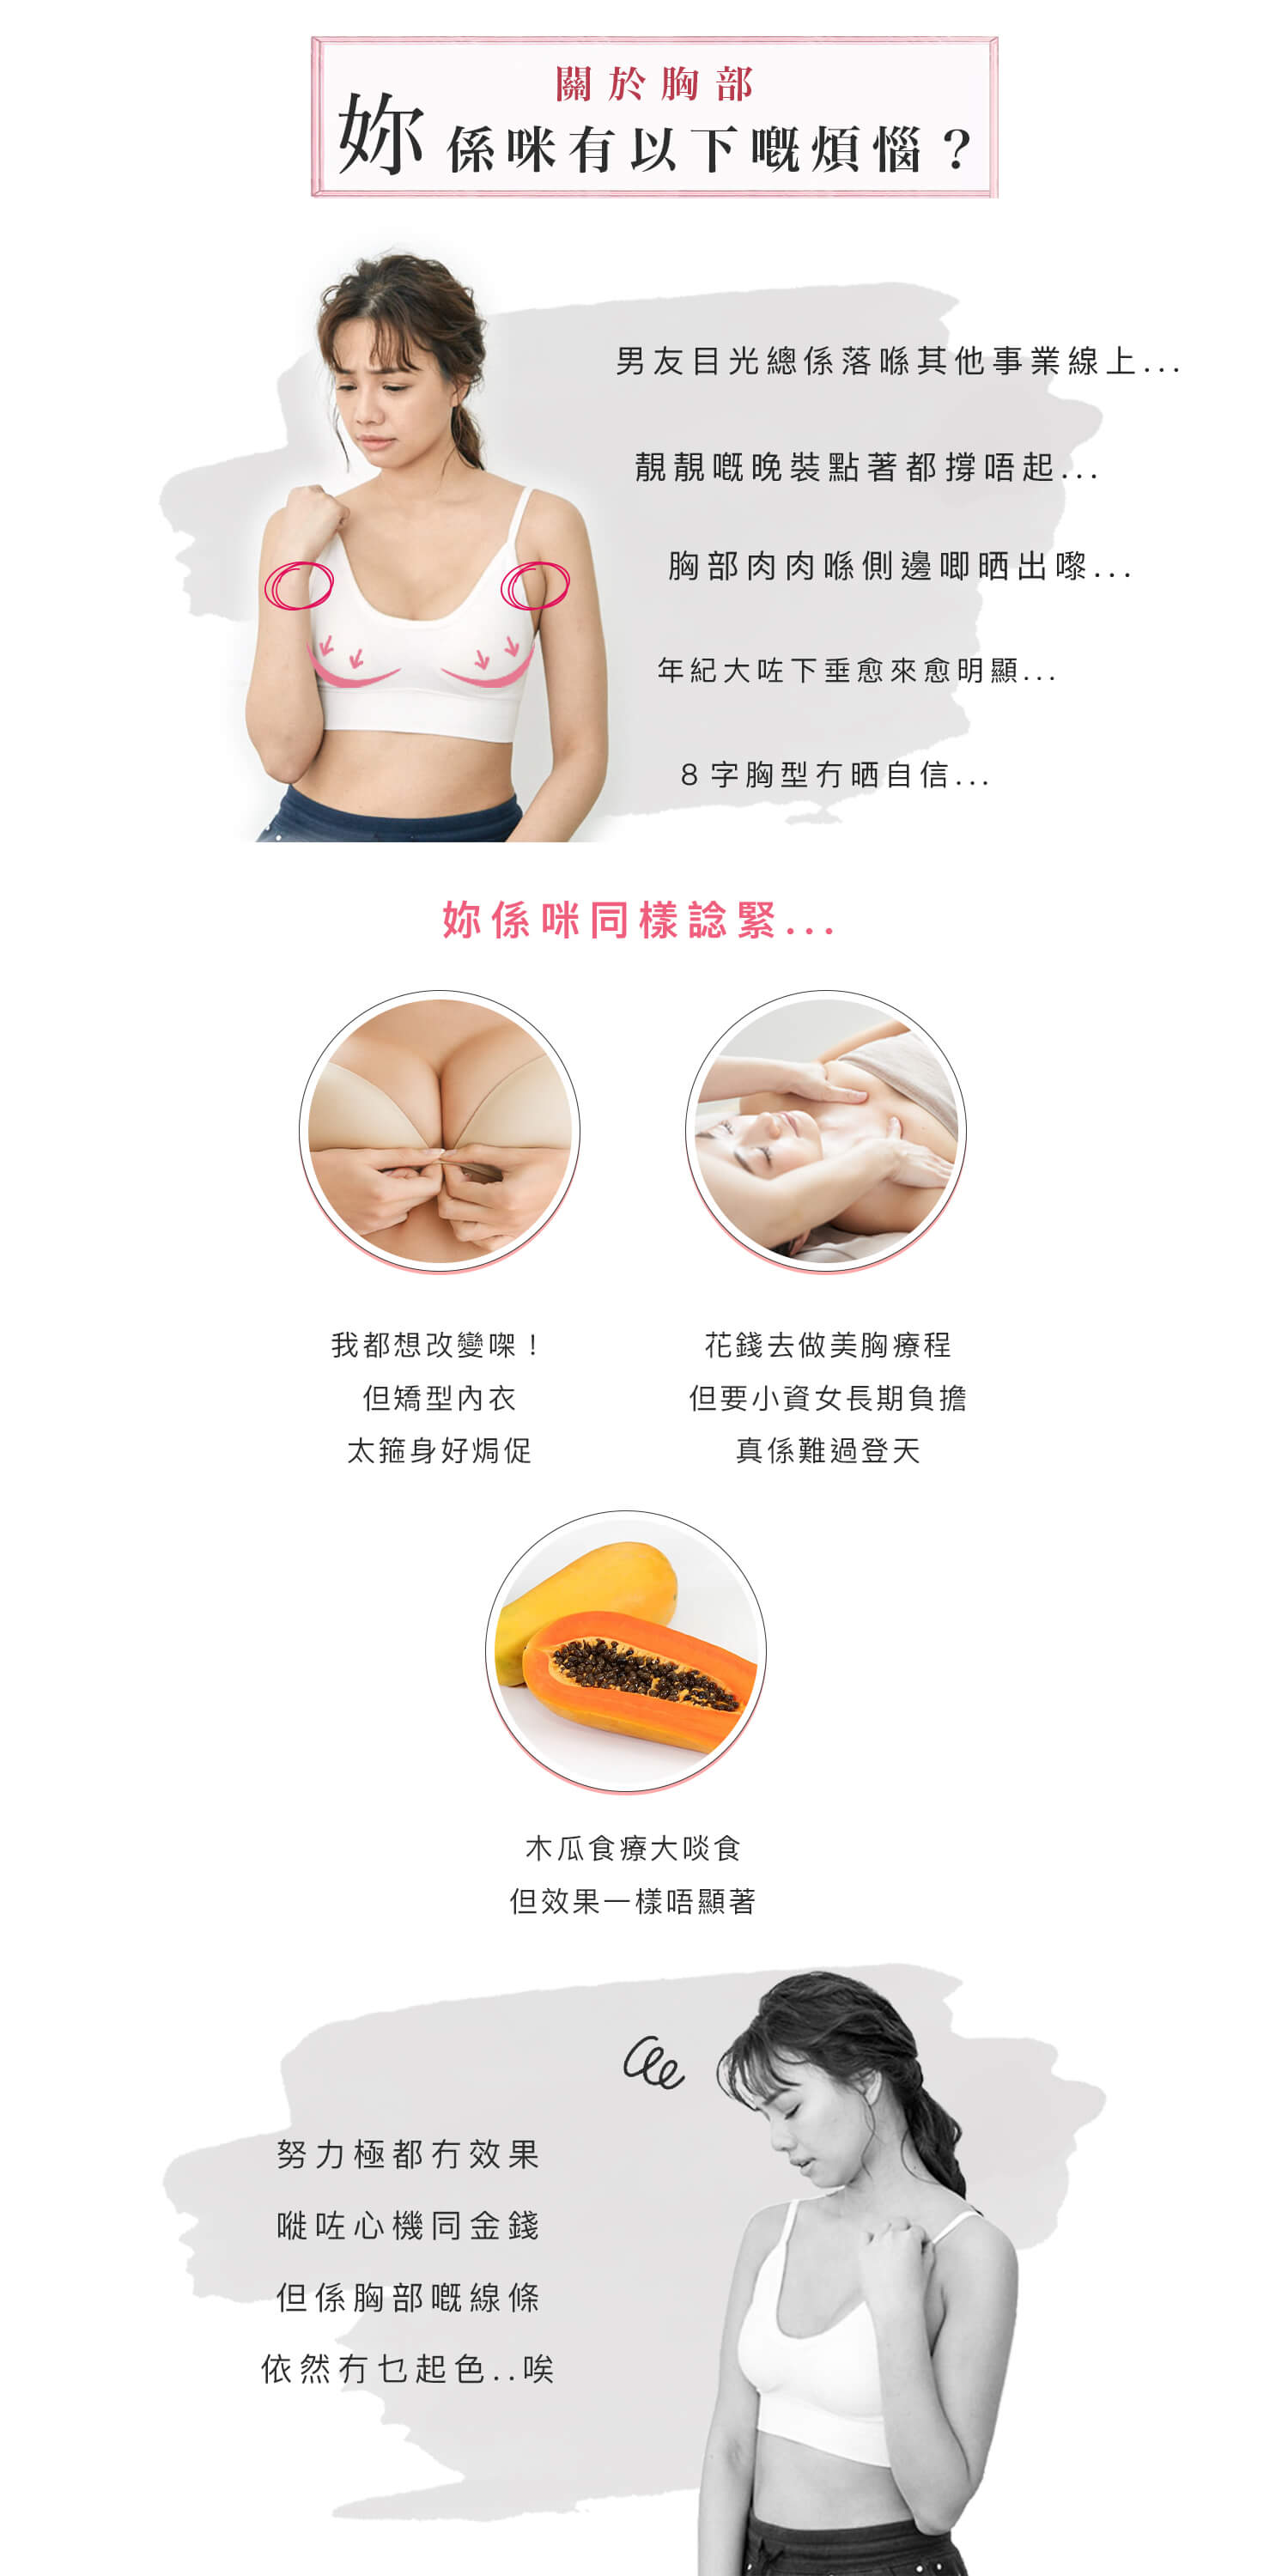 關於胸部
妳係咪有以下嘅煩惱？
男友目光總係落喺其他事業線上...
靚靚嘅晚裝點著都撐唔起...
胸部肉肉喺側邊唧晒出嚟...
年紀大咗下垂愈來愈明顯...
8字胸型冇晒自信...
妳係咪同樣諗緊...
我都想改變㗎！
但矯型內衣
太箍身好焗促
花錢去做美胸療程
但要小資女長期負擔
真係難過登天
木瓜食療大啖食
但效果一樣唔顯著
努力極都冇效果
嘥咗心機同金錢
但係胸部嘅線條
依然冇乜起色..唉